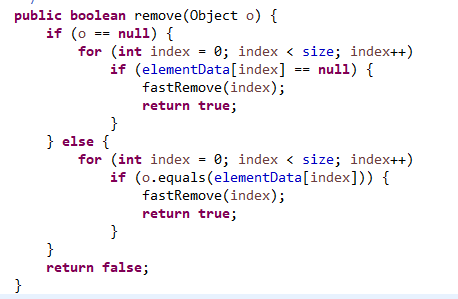 public boolean remove(Object o) {
    if (o == null) {
        for (int index = 0; index < size; index++)
            if (elementData[index] == null) {
                fastRemove(index);
                return true;
            }
    } else {
        for (int index = 0; index < size; index++)
            if (o.equals(elementData[index])) {
                fastRemove(index);
                return true;
            }
    }
    return false;
}